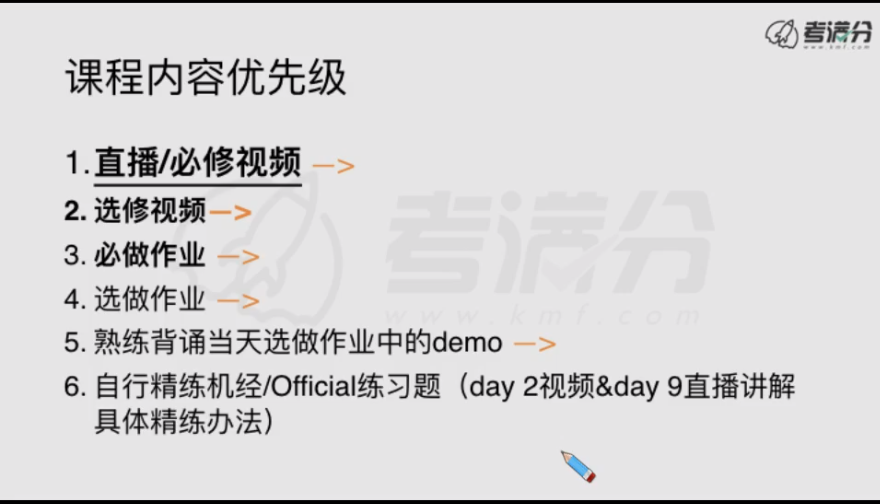 考满分
www.kmf.com
课程内容优先级
1. 直播/必修视频 —>
2. 选修视频—>
3. 必做作业 —>
4. 选做作业 —>
5. 熟练背诵当天选做作业中的demo —>
6. 自行精练机经/Official练习题（day 2视频&day 9直播讲解
具体精练办法）
考满分
www.kmf.com